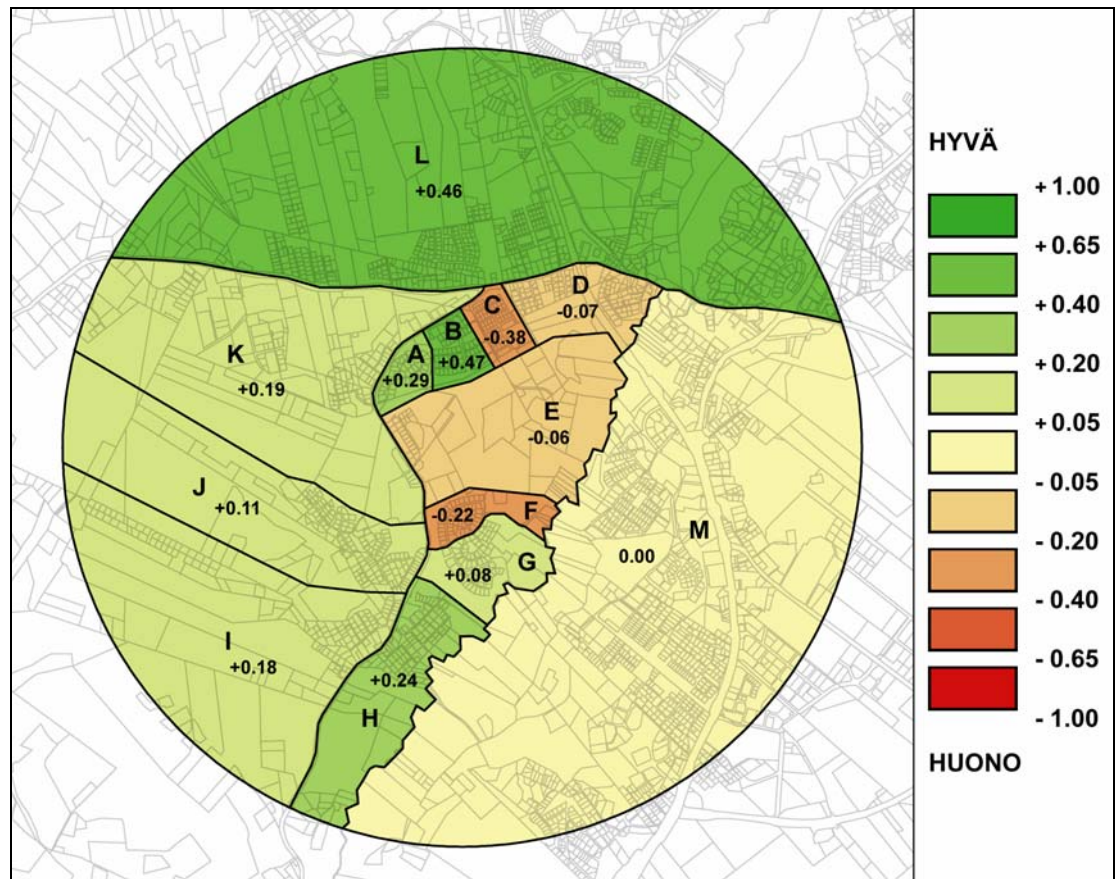 L
+0.46
D
-0.07
C
-0.38
B
+0.47
A
+0.29
K
+0.19
E
-0.06
J
+0.11
-0.22
F
M
0.00
+0.08
G
I
+0.18
+0.24
H
HYVÄ
+ 1.00
+ 0.65
+ 0.40
+ 0.20
+ 0.05
- 0.05
- 0.20
- 0.40
- 0.65
- 1.00
HUONO